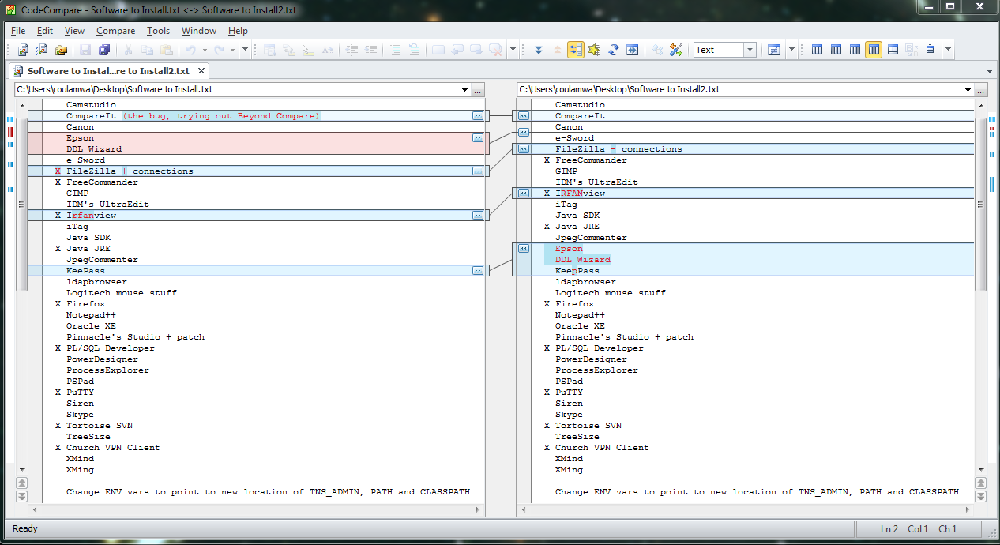 CodeCompare - Software to Install.txt <-> Software to Install2.txt
File Edit View Compare Tools Window Help
Text
Software to Instal...re to Install2.txt
C:\Users\coulamwa\Desktop\Software to Install.txt
Camstudio
CompareIt (the bug, trying out Beyond Compare)
Canon
Epson
DDL Wizard
e-Sword
X FileZilla + connections
X FreeCommander
GIMP
IDM's UltraEdit
X Irfanview
iTag
Java SDK
X Java JRE
JpegCommenter
KeePass
ldapbrowser
Logitech mouse stuff
X Firefox
Notepad++
Oracle XE
Pinnacle's Studio + patch
X PL/SQL Developer
PowerDesigner
ProcessExplorer
PSPad
X PuTTY
Siren
Skype
X Tortoise SVN
TreeSize
X Church VPN Client
XMind
XMing
Change ENV vars to point to new location of TNS_ADMIN, PATH and CLASSPATH
C:\Users\coulamwa\Desktop\Software to Install2.txt
Camstudio
CompareIt
Canon
e-Sword
FileZilla - connections
X FreeCommander
GIMP
IDM's UltraEdit
X IRFANview
iTag
Java SDK
X Java JRE
JpegCommenter
Epson
DDL Wizard
KeepPass
ldapbrowser
Logitech mouse stuff
X Firefox
Notepad++
Oracle XE
Pinnacle's Studio + patch
X PL/SQL Developer
PowerDesigner
ProcessExplorer
PSPad
X PuTTY
Siren
Skype
X Tortoise SVN
TreeSize
X Church VPN Client
XMind
XMing
Change ENV vars to point to new location of TNS_ADMIN, PATH and CLASSPATH
Ready
Ln 2 Col 1 Ch 1